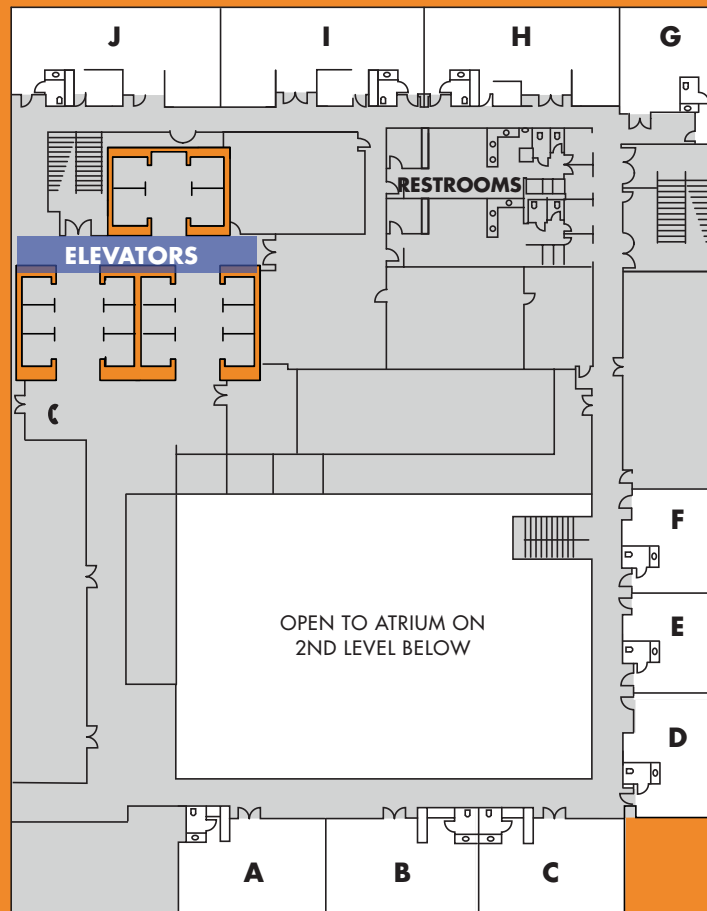 J
I
H
G
RESTROOMS
ELEVATORS
F
OPEN TO ATRIUM ON
2ND LEVEL BELOW
E
D
A
B
C